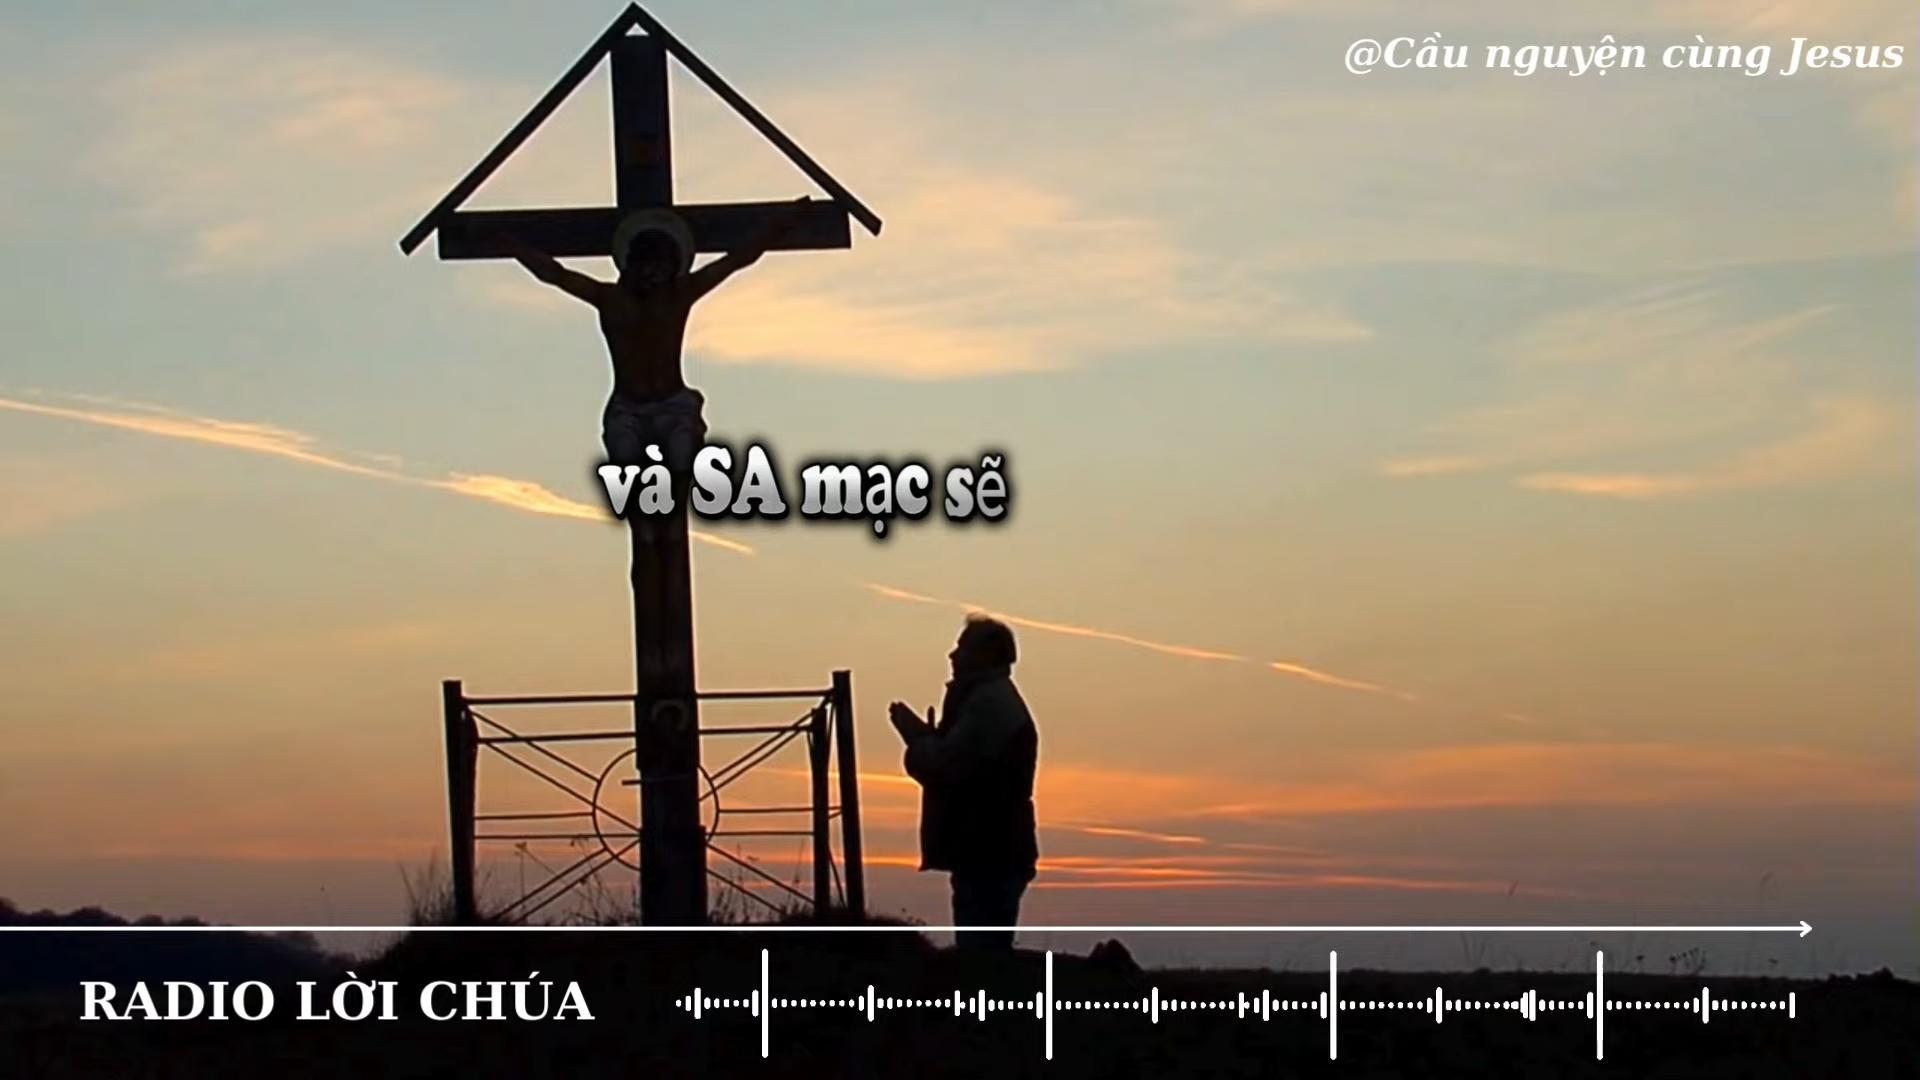 @Cầu nguyện cùng Jesus
và SA mạc sẽ
RADIO LỜI CHÚA